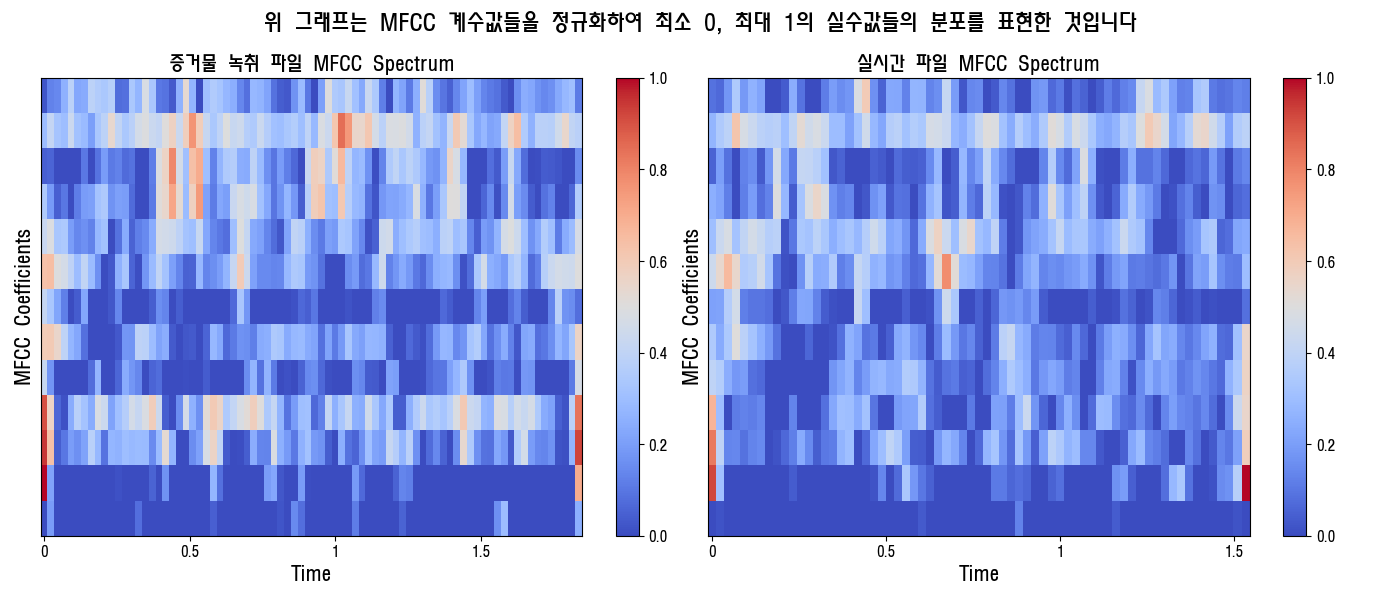 위 그래프는 MFCC 계수값들을 정규화하여 최소 0, 최대 1의 실수값들의 분포를 표현한 것입니다
증거물 녹취 파일 MFCC Spectrum
MFCC Coefficients
1.0
0.8
0.6
0.4
0.2
0.0
0
0.5
1
1.5
Time
실시간 파일 MFCC Spectrum
MFCC Coefficients
1.0
0.8
0.6
0.4
0.2
0.0
0
0.5
1
1.5
Time